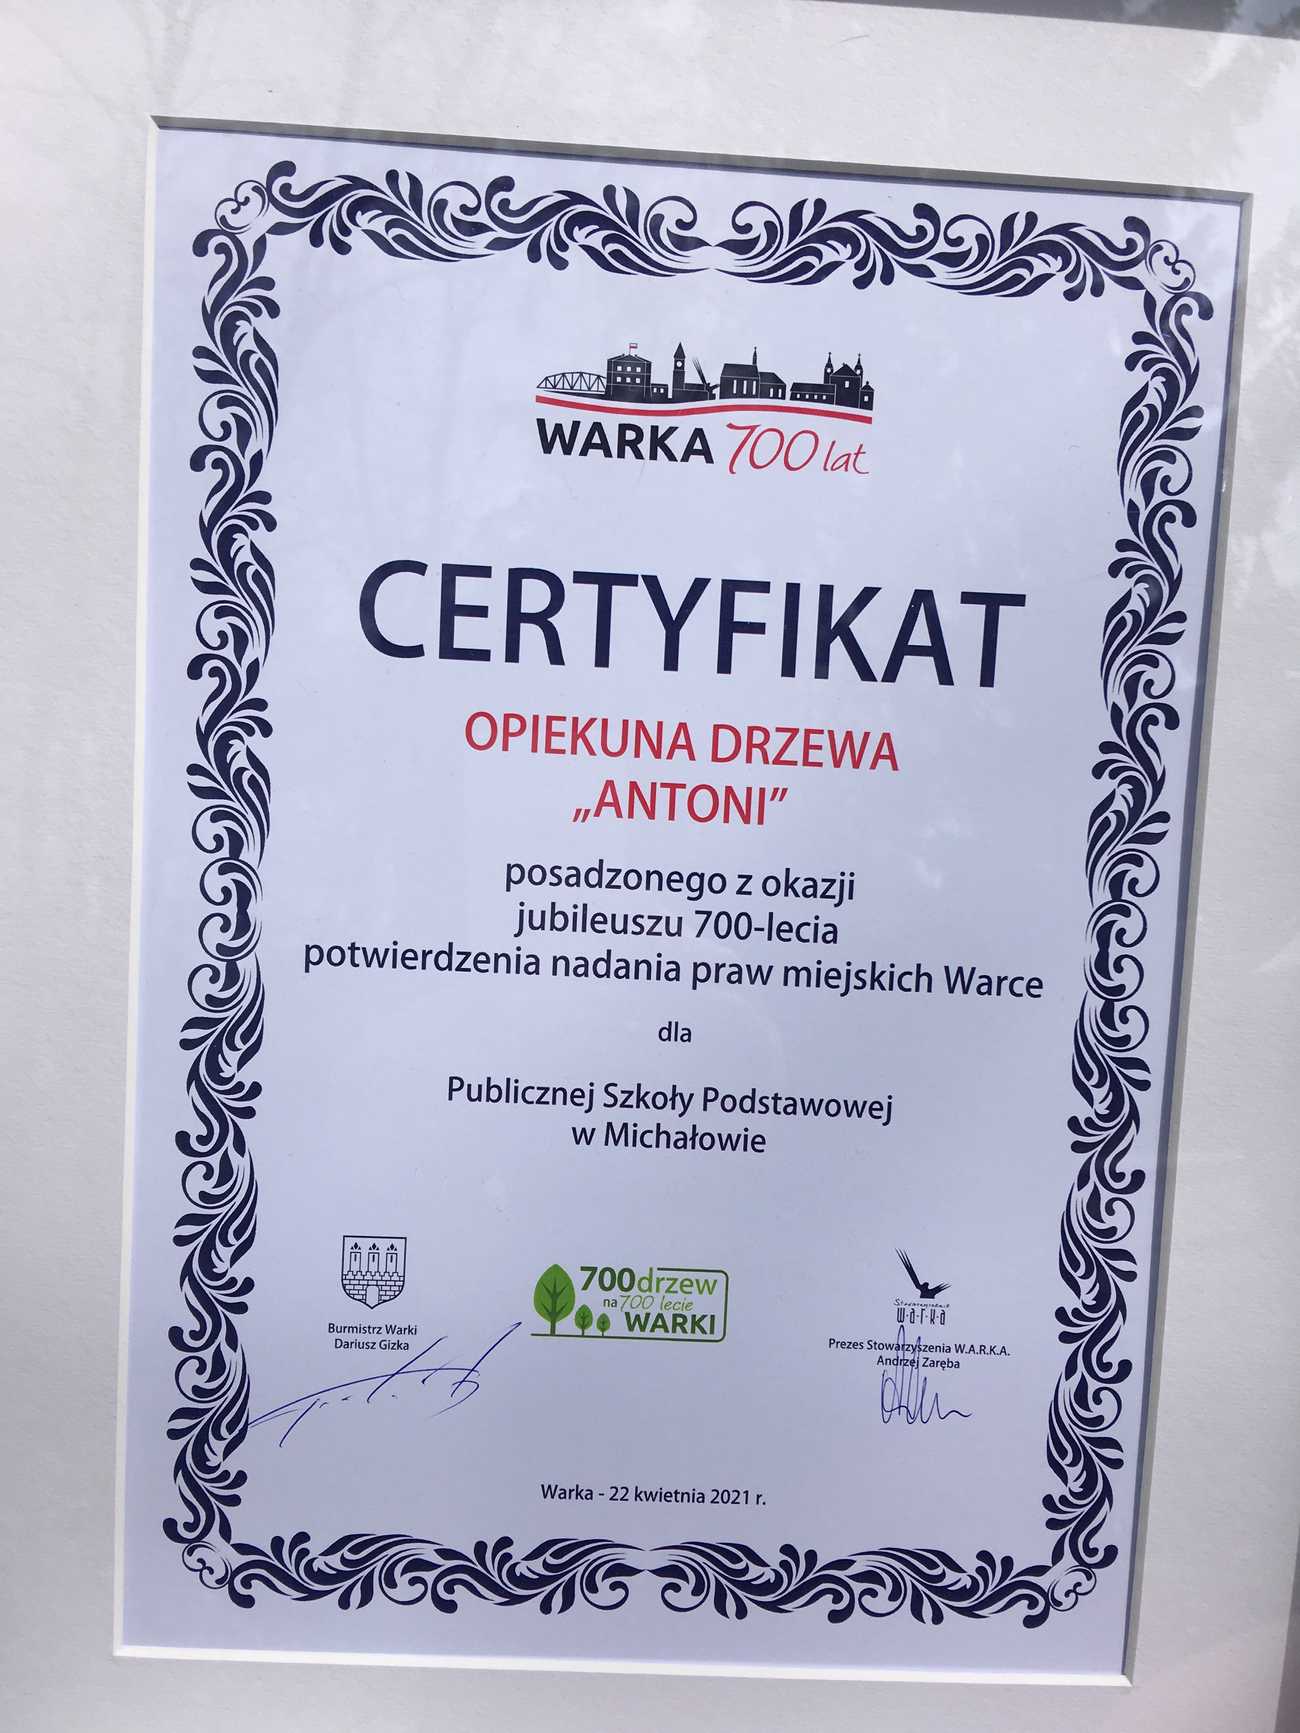 WARKA 700 lat
CERTYFIKAT
OPIEKUNA DRZEWA
„ANTONI”
posadzonego z okazji
jubileuszu 700-lecia
potwierdzenia nadania praw miejskich Warce
dla
Publicznej Szkoły Podstawowej
w Michałowie
Burmistrz Warki
Dariusz Gizka
700drzew
na 700 lecie
WARKI
Stowarzyszenie
W.A.R.K.A
Prezes Stowarzyszenia W.A.R.K.A.
Andrzej Zaręba
Warka - 22 kwietnia 2021 r.